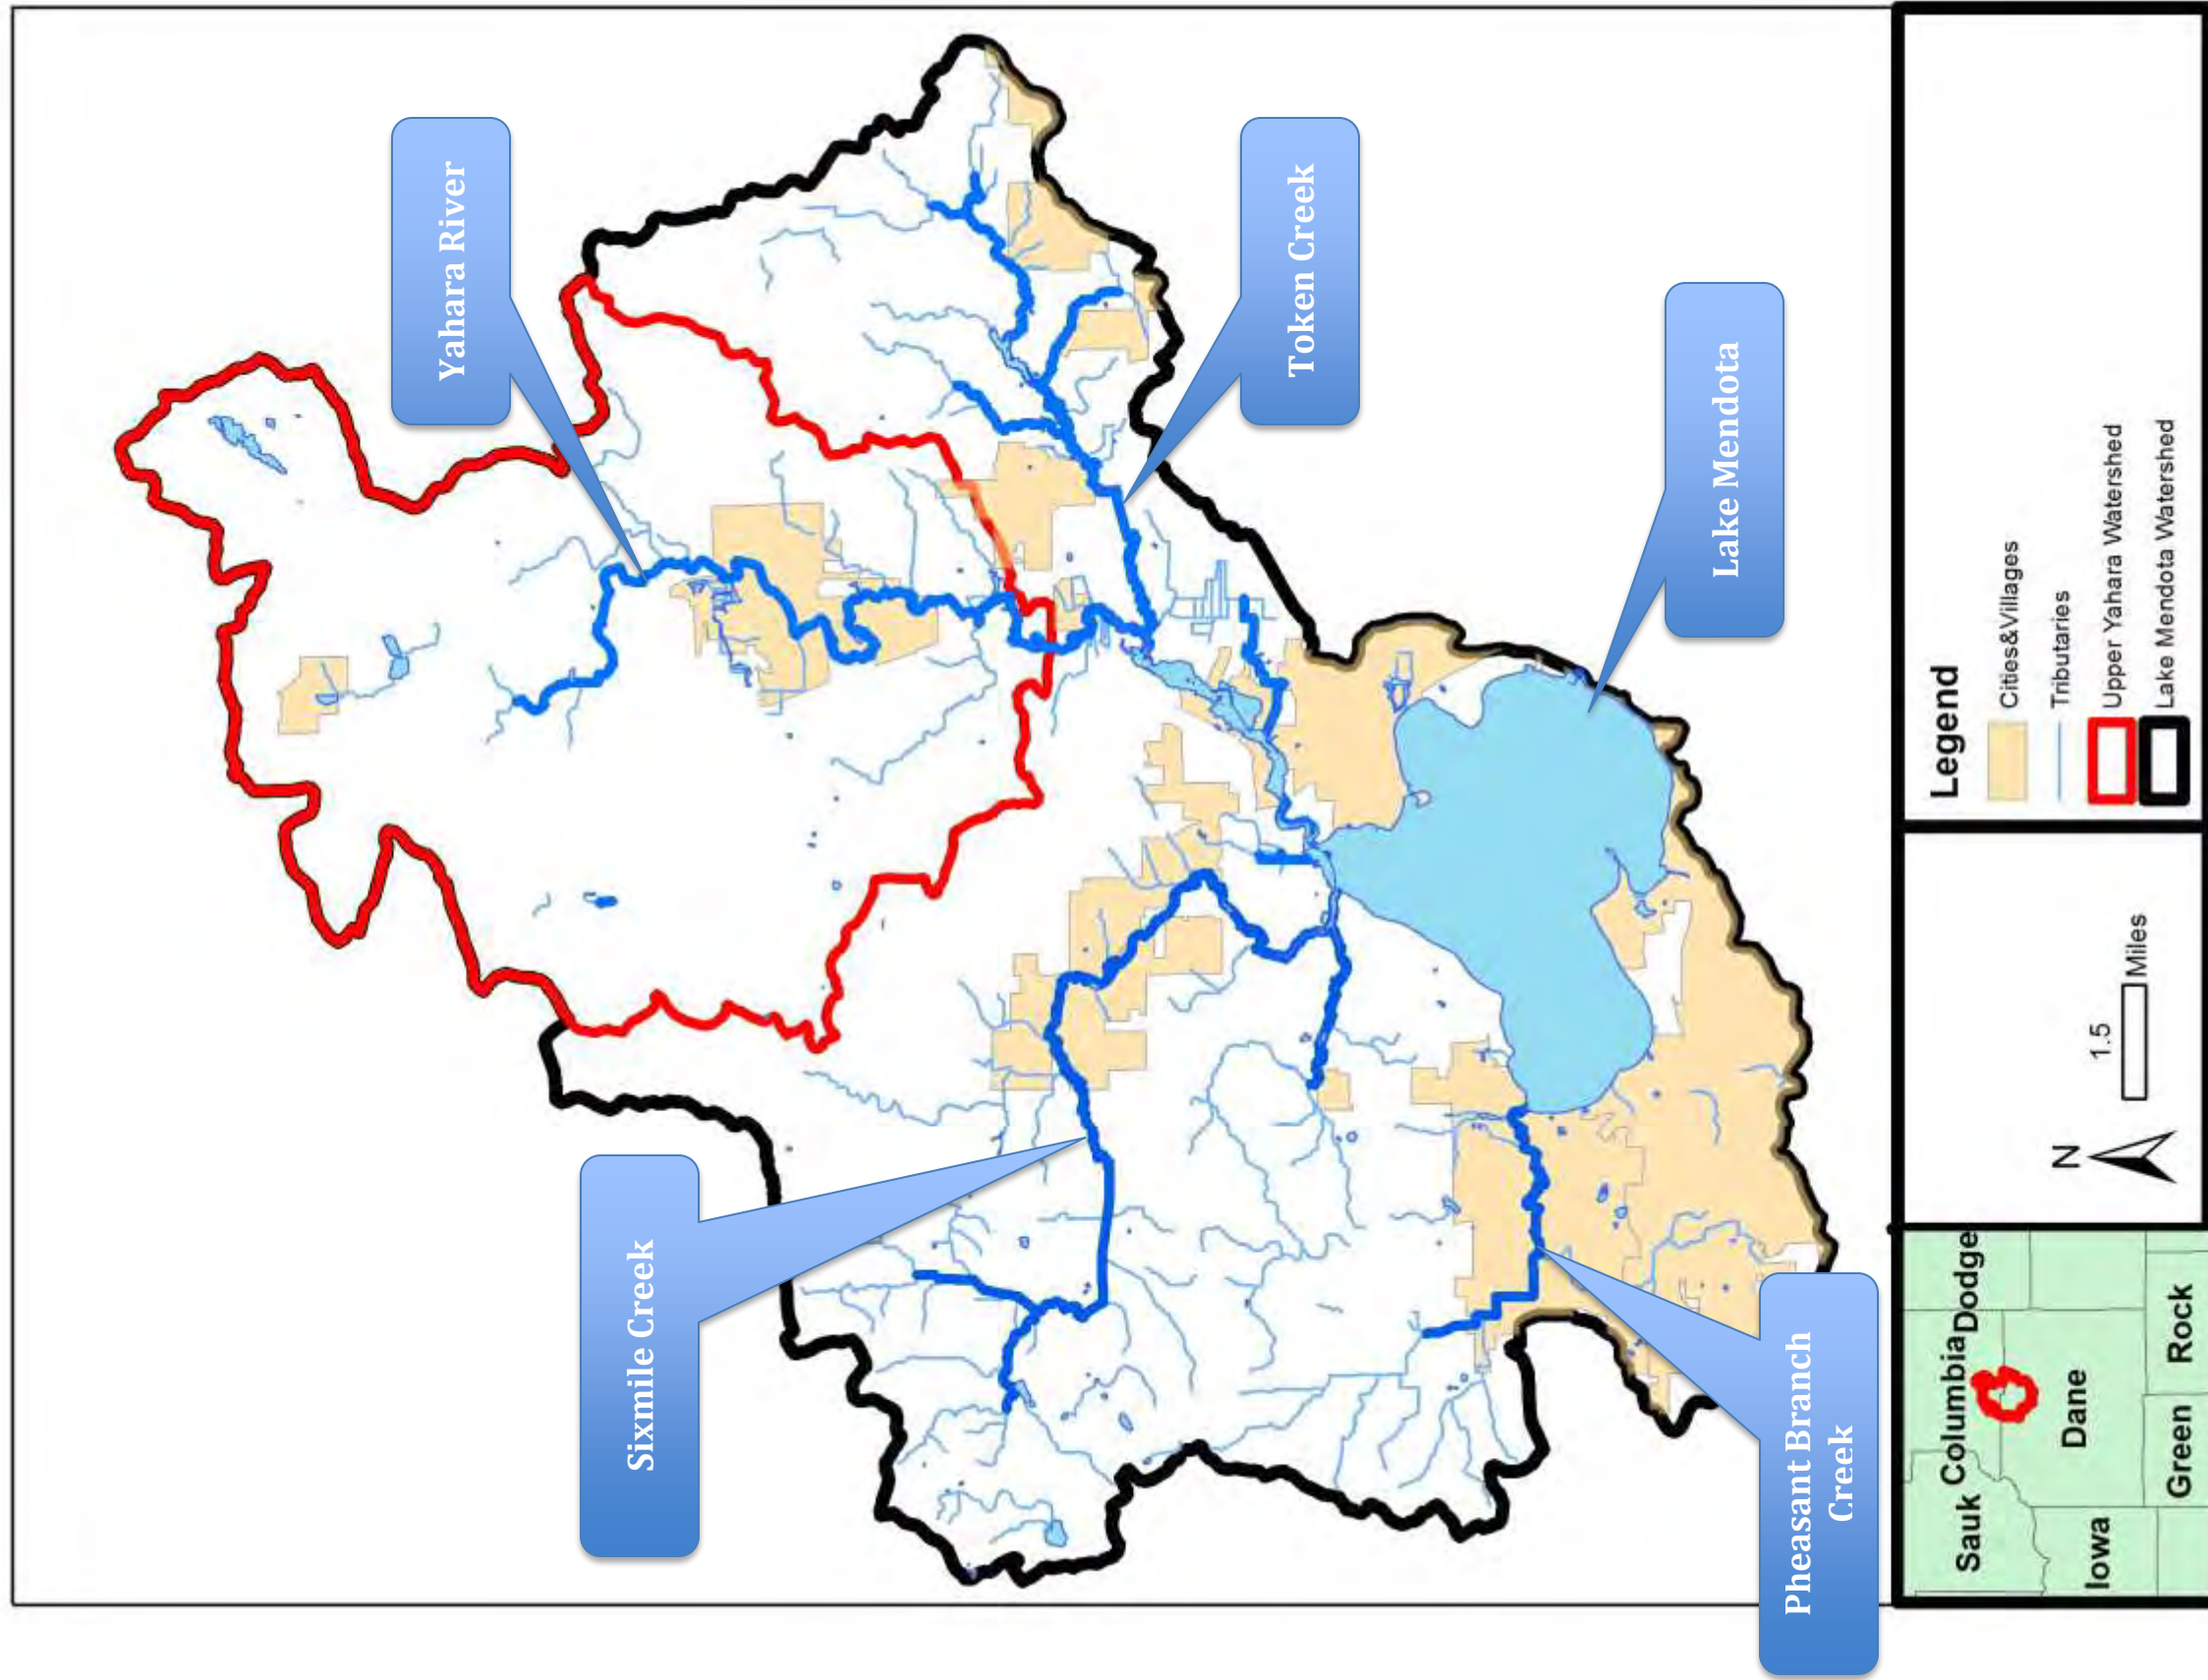 Yahara River
Sixmile Creek
Token Creek
Lake Mendota
Pheasant Branch
Creek
Sauk
Columbia
Dodge
Iowa
Dane
Green
Rock
N
1.5
Miles
Legend
Cities&Villages
Tributaries
Upper Yahara Watershed
Lake Mendota Watershed